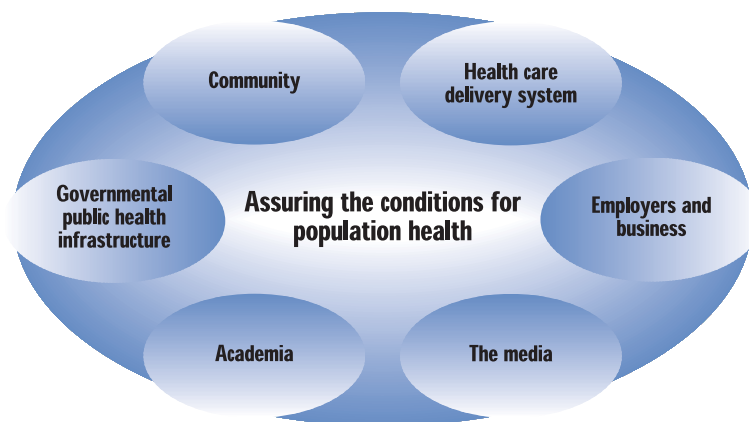 Community
Health care
delivery system
Governmental
public health
infrastructure
Assuring the conditions for
population health
Employers and
business
Academia
The media